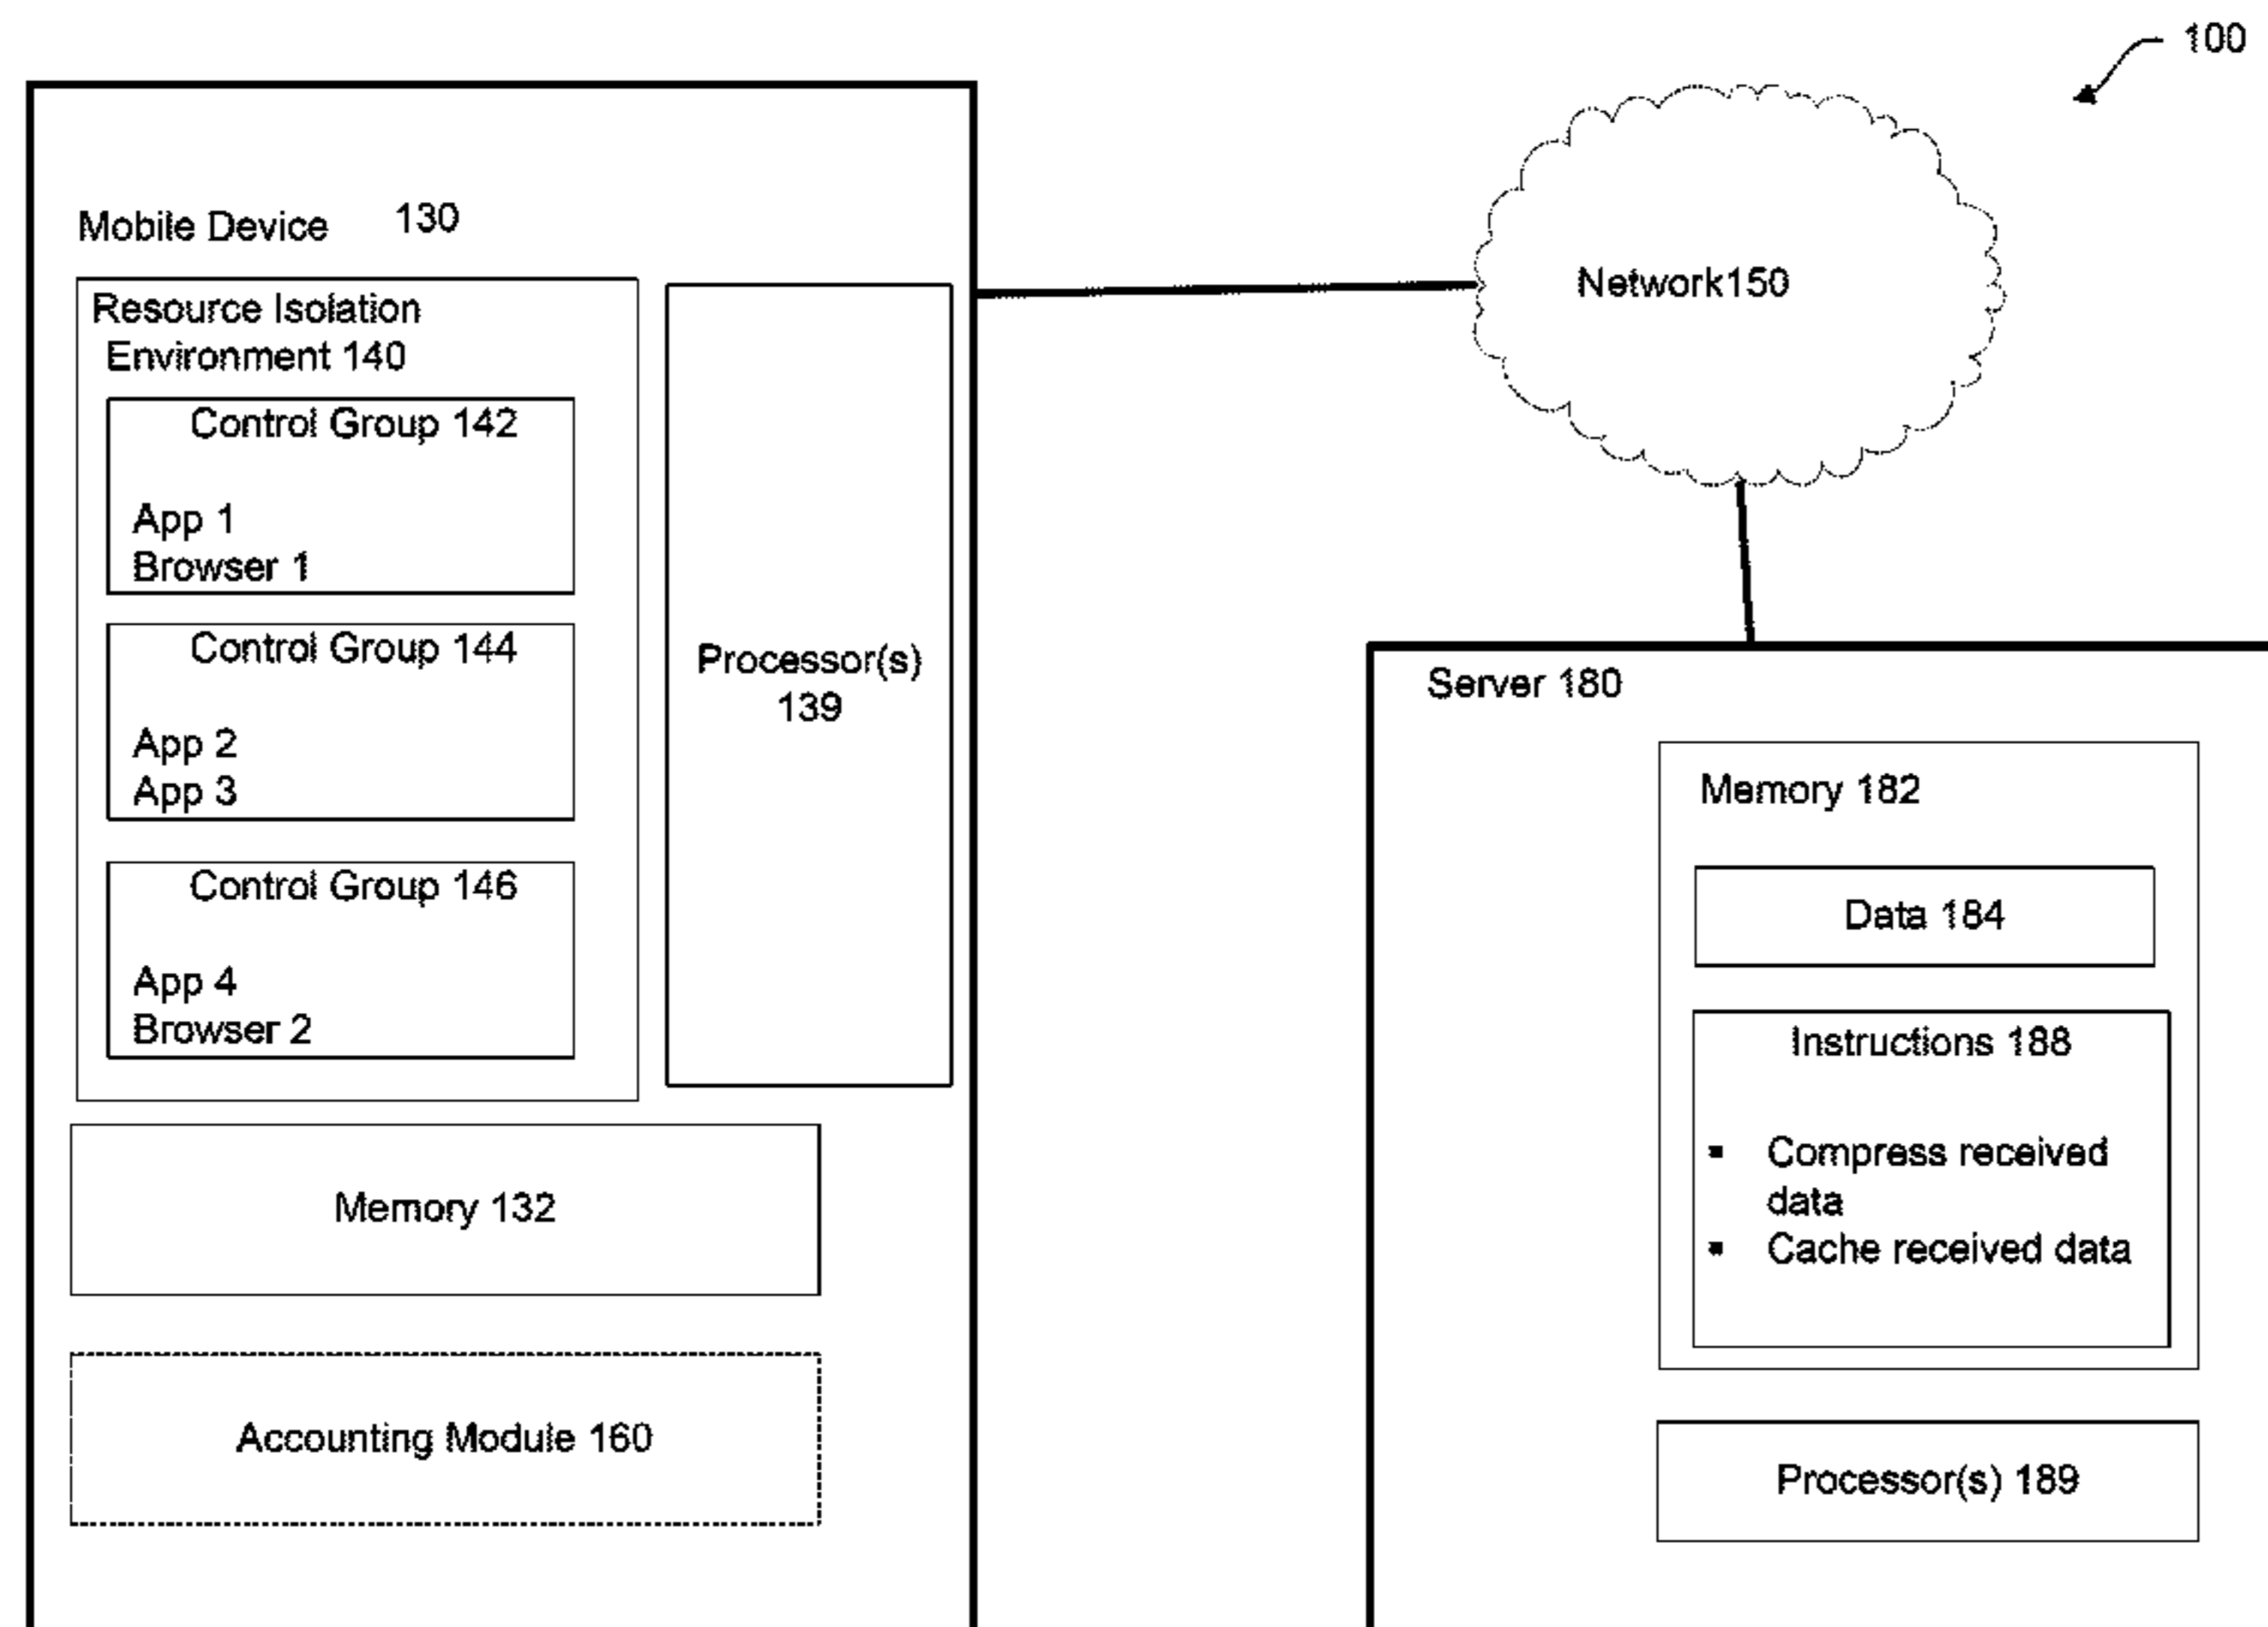 100
Mobile Device 130
Resource Isolation
Environment 140
Control Group 142
App 1
Browser 1
Control Group 144
App 2
App 3
Control Group 146
App 4
Browser 2
Processor(s)
139
Memory 132
Accounting Module 160
Network150
Server 180
Memory 182
Data 184
Instructions 188
▪ Compress received
data
▪ Cache received data
Processor(s) 189